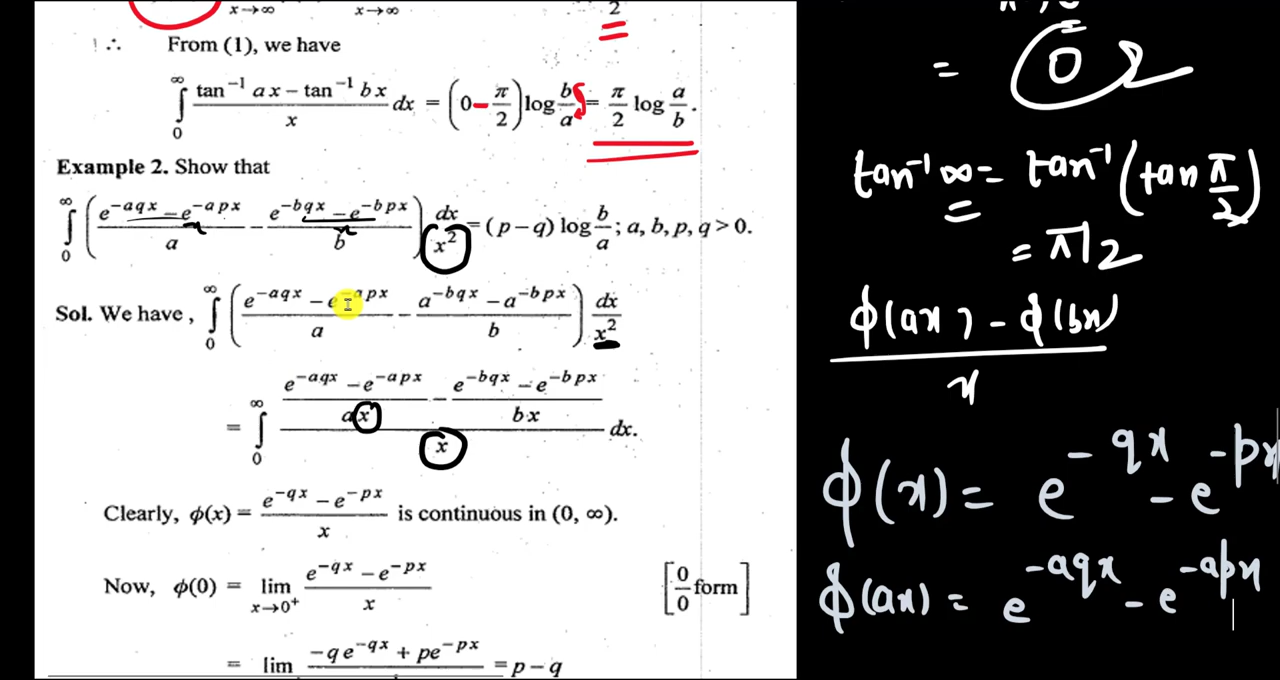 x→∞ x→∞ 2
∴ From (1), we have
∞∫0 (tan⁻¹ ax − tan⁻¹ bx)/x dx = (0 − π/2) log b/a = π/2 log a/b.
Example 2. Show that
∞∫0 ((e^−aqx − e^−apx)/a − (e^−bqx − e^−bpx)/b) dx/x² = (p − q) log b/a ; a, b, p, q > 0.
Sol. We have , ∞∫0 ((e^−aqx − e^−apx)/a − (a^−bqx − a^−bpx)/b) dx/x²
= ∞∫0 ((e^−aqx − e^−apx)/ax − (e^−bqx − e^−bpx)/bx)/x dx.
Clearly, ϕ(x) = (e^−qx − e^−px)/x is continuous in (0, ∞).
Now, ϕ(0) = lim x→0⁺ (e^−qx − e^−px)/x [0/0 form]
= lim −q e^−qx + pe^−px = p − q
= 0
tan⁻¹ ∞ = tan⁻¹ (tan π/2)
= π/2
(ϕ(ax) − ϕ(bx))/x
ϕ(x) = e^−qx − e^−px
ϕ(ax) = e^−aqx − e^−apx